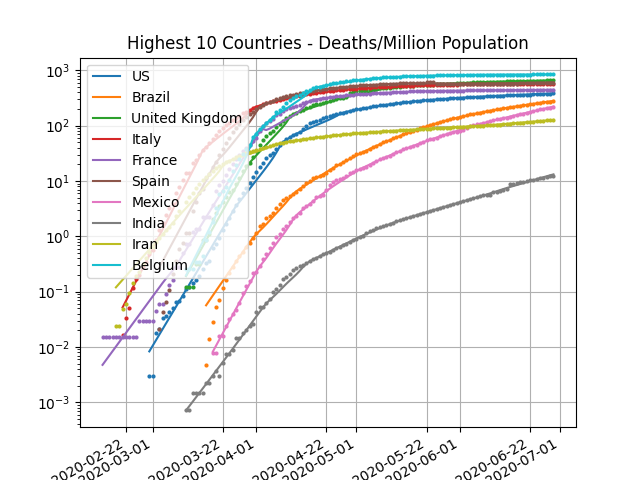 Highest 10 Countries - Deaths/Million Population
10³
10²
10¹
10⁰
10⁻¹
10⁻²
10⁻³
US
Brazil
United Kingdom
Italy
France
Spain
Mexico
India
Iran
Belgium
2020-02-22
2020-03-01
2020-03-22
2020-04-01
2020-04-22
2020-05-01
2020-05-22
2020-06-01
2020-06-22
2020-07-01